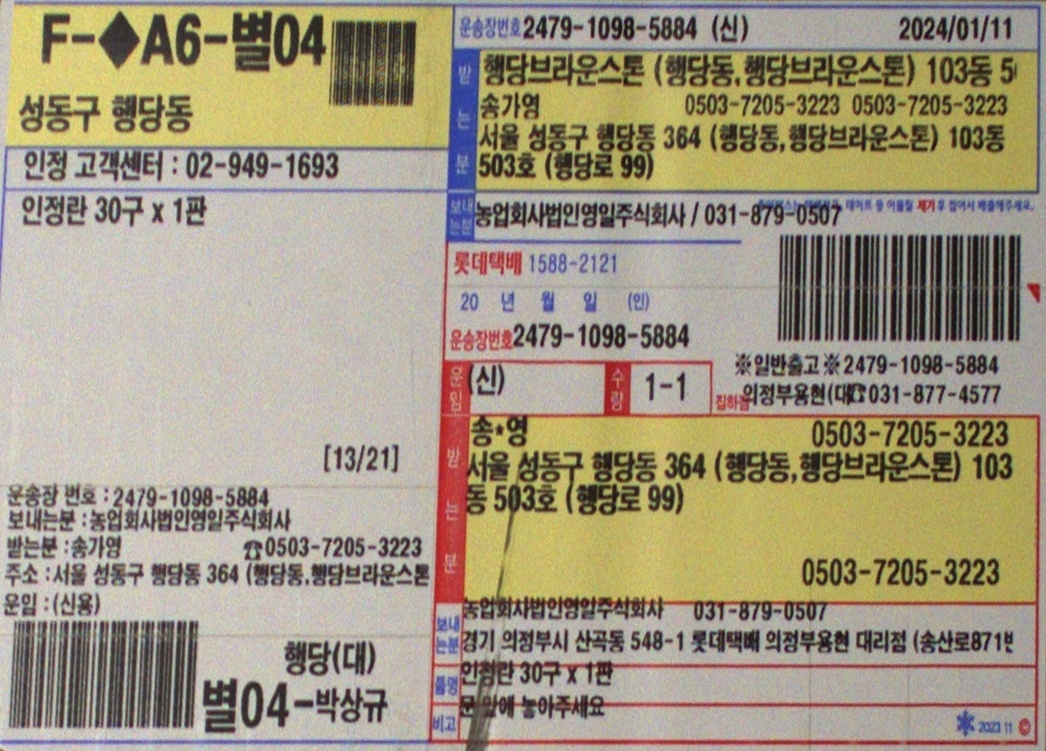 F-◆A6-별04
성동구 행당동
인정 고객센터 : 02-949-1693
인정란 30구 x 1판
[13/21]
운송장 번호 : 2479-1098-5884
보내는분 : 농업회사법인영일주식회사
받는분 : 송가영 ☎0503-7205-3223
주소 : 서울 성동구 행당동 364 (행당동,행당브라운스톤
운임 : (신용)
행당(대)
별04-박상규
운송장번호 2479-1098-5884 (신) 2024/01/11
받는분
행당브라운스톤 (행당동,행당브라운스톤) 103동 5
송가영 0503-7205-3223 0503-7205-3223
서울 성동구 행당동 364 (행당동,행당브라운스톤) 103동
503호 (행당로 99)
보내는분 농업회사법인영일주식회사 / 031-879-0507
테이프 등 이물질 제거 후 접어서 배출해주세요.
롯데택배 1588-2121
20 년 월 일 (인)
운송장번호 2479-1098-5884
※일반출고※2479-1098-5884
운임 (신) 수량 1-1
집하점 의정부용현(대☎031-877-4577
받는분
송*영 0503-7205-3223
서울 성동구 행당동 364 (행당동,행당브라운스톤) 103
동 503호 (행당로 99)
0503-7205-3223
보내는분
농업회사법인영일주식회사 031-879-0507
경기 의정부시 산곡동 548-1 롯데택배 의정부용현 대리점 (송산로871번
품명 인정란 30구 x 1판
비고 문 앞에 놓아주세요
2023 11 ©